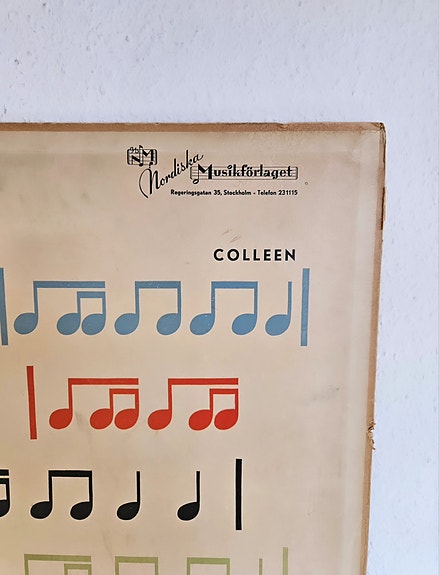 NM
Nordiska
Musikförlaget
Regeringsgatan 35, Stockholm - Telefon 231115
COLLEEN